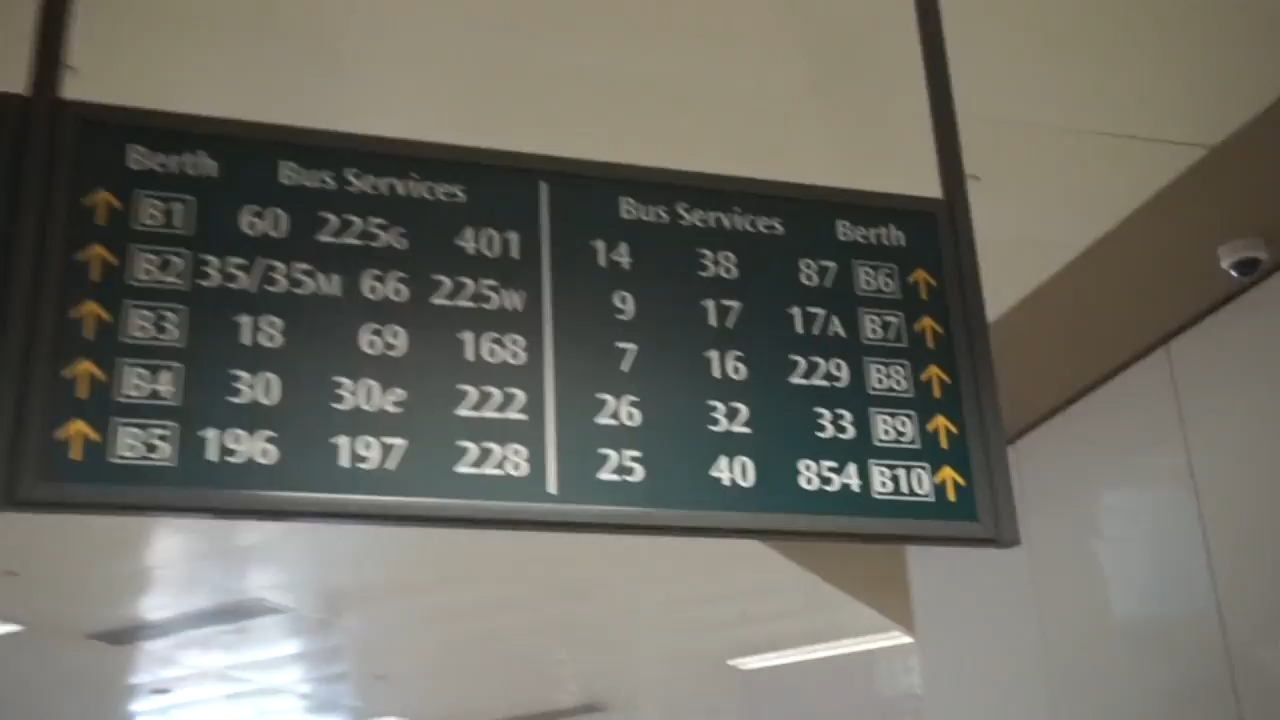 Berth Bus Services
B1 60 225G 401
B2 35/35M 66 225W
B3 18 69 168
B4 30 30e 222
B5 196 197 228
Bus Services Berth
14 38 87 B6
9 17 17A B7
7 16 229 B8
26 32 33 B9
25 40 854 B10